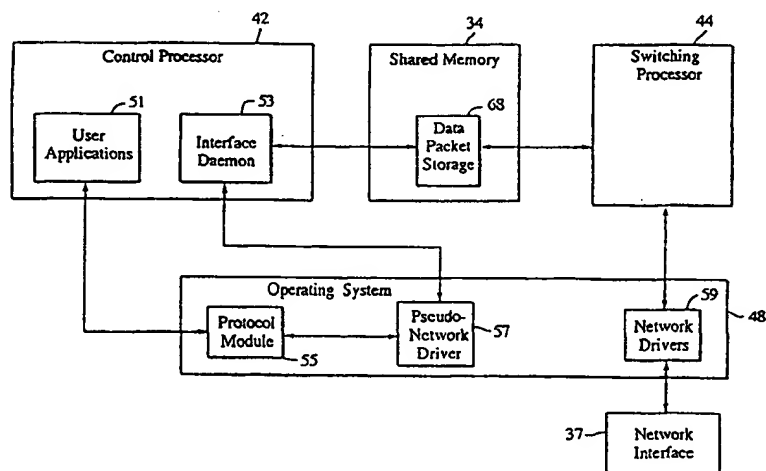 42
Control Processor
51
User
Applications
53
Interface
Daemon
34
Shared Memory
68
Data
Packet
Storage
44
Switching
Processor
Operating System
Protocol
Module
55
Pseudo-
Network
Driver
57
59
Network
Drivers
48
37
Network
Interface